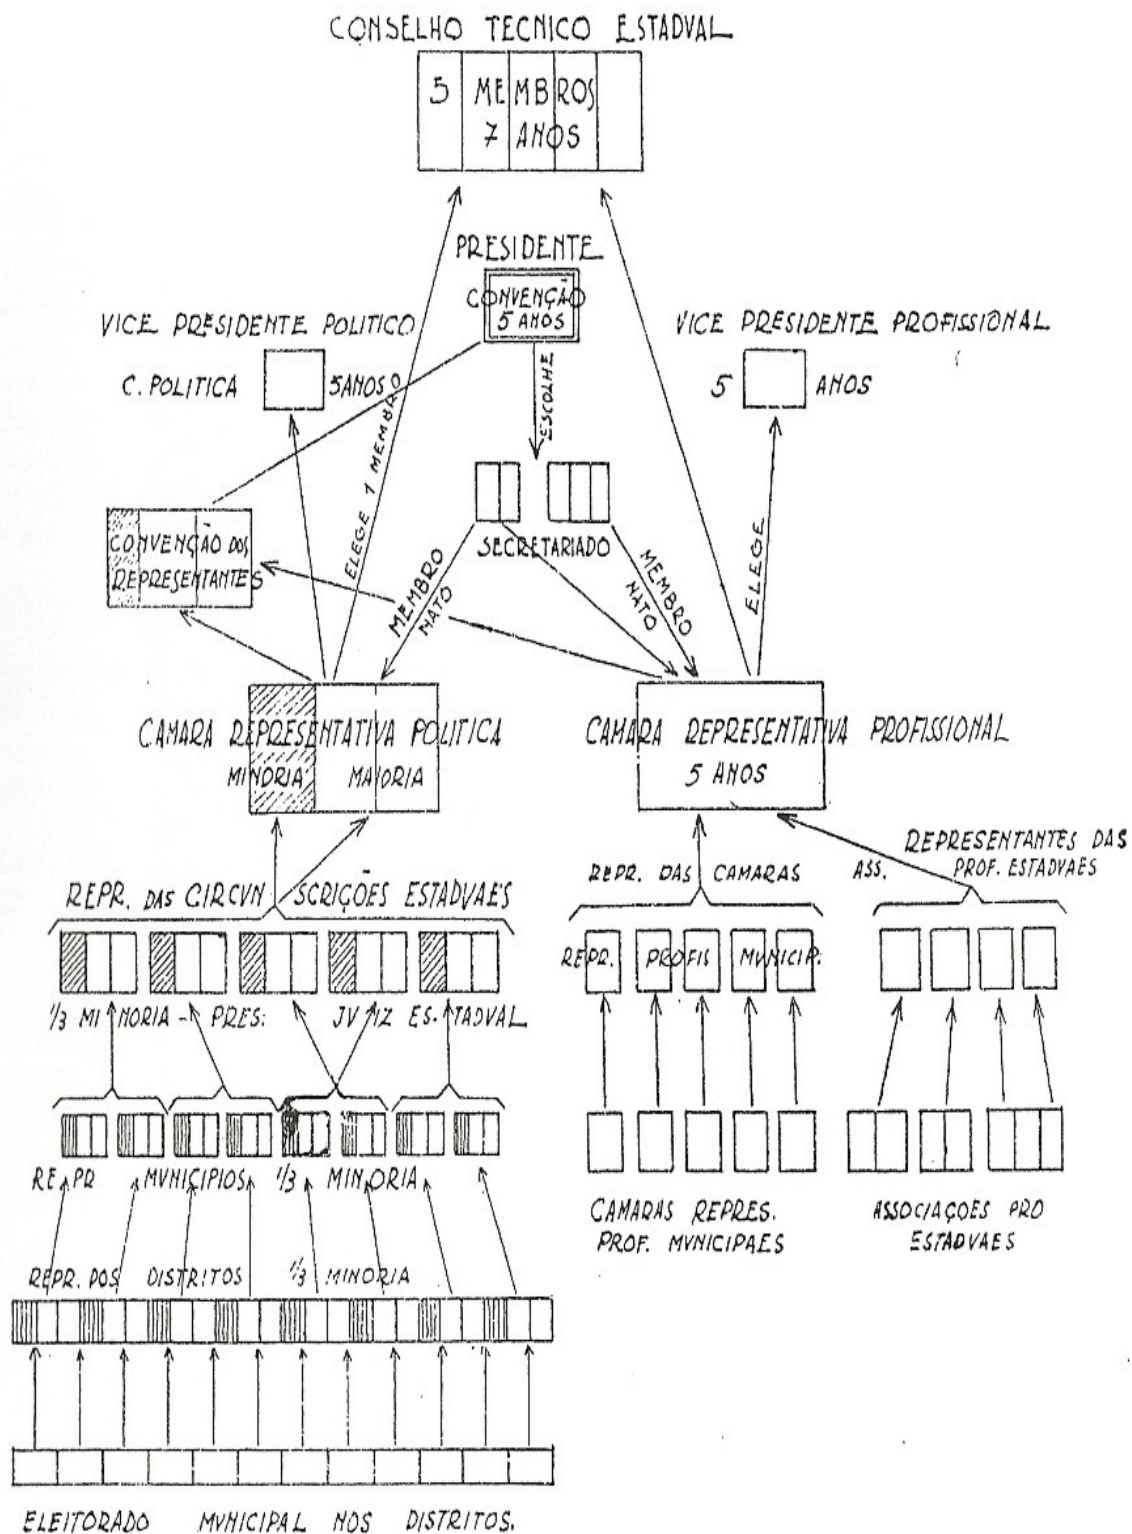 CONSELHO TECNICO ESTADVAL
5 MEMBROS
7 ANOS
PRESIDENTE
CONVENÇÃO
5 ANOS
VICE PRESIDENTE POLITICO
C. POLITICA 5 ANOS
VICE PRESIDENTE PROFISSIONAL
5 ANOS
ESCOLHE
ELEGE 1 MEMBRO
SECRETARIADO
CONVENÇÃO DOS
REPRESENTANTES
MEMBRO
NATO
MEMBRO
NATO
ELEGE
CAMARA REPRESENTATIVA POLITICA
MINORIA MAIORIA
CAMARA REPRESENTATIVA PROFISSIONAL
5 ANOS
REPR. DAS CIRCVNSCRIÇÕES ESTADVAES
1/3 MINORIA - PRES: JVIZ ESTADVAL
REPR. DAS CAMARAS
ASS. REPRESENTANTES DAS
PROF. ESTADVAES
REPR. PROFIS MVNICIP:
REPR MVNICIPIOS 1/3 MINORIA
CAMARAS REPRES.
PROF. MVNICIPAES
ASSOCIAÇOES PRO
ESTADVAES
REPR. DOS DISTRITOS 1/3 MINORIA
ELEITORADO MVNICIPAL NOS DISTRITOS.